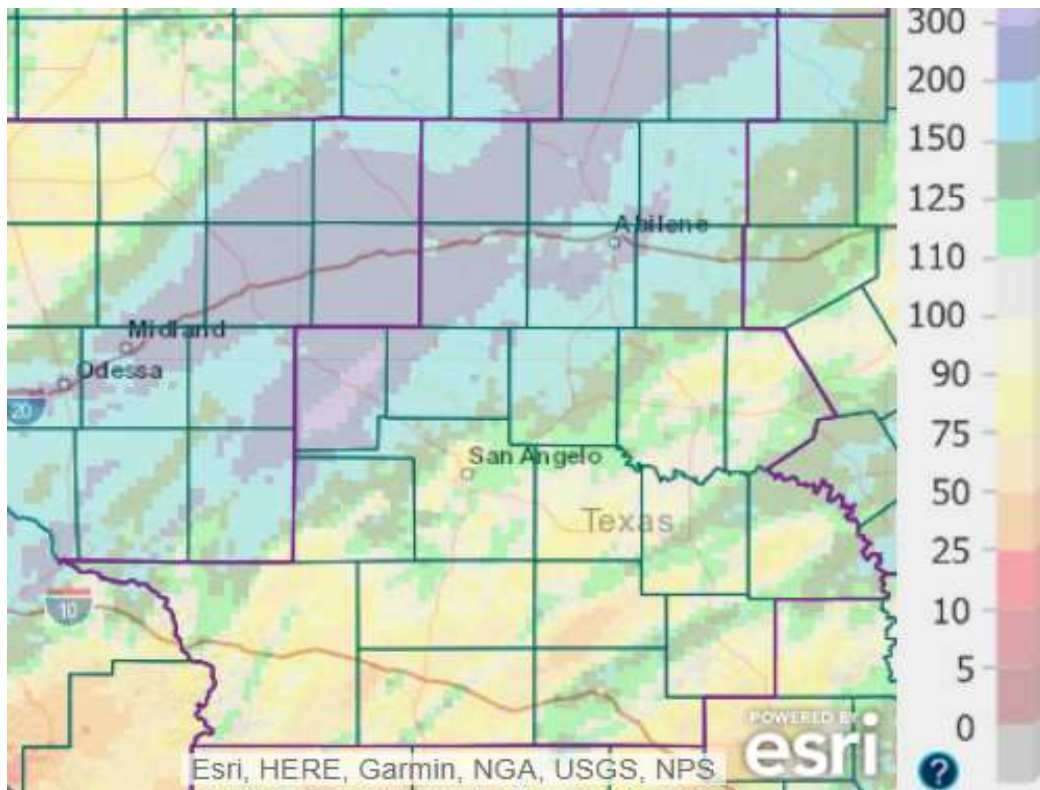 300
200
150
125
110
100
90
75
50
25
10
5
0
Abilene
Midland
Odessa
20
San Angelo
Texas
10
POWERED BY
esri
Esri, HERE, Garmin, NGA, USGS, NPS
?